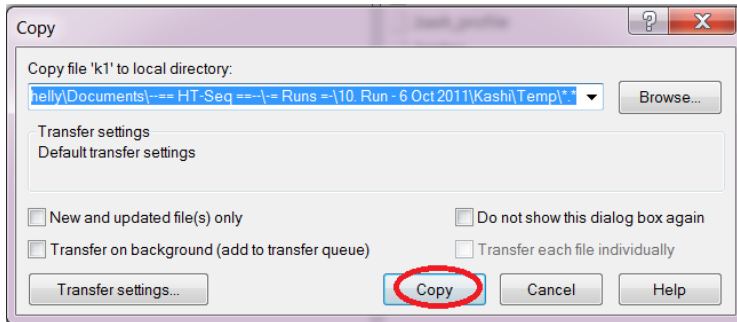 Copy
Copy file 'k1' to local directory:
helly\Documents\--== HT-Seq ==--\-= Runs =-\10. Run - 6 Oct 2011\Kashi\Temp\*.*
Browse...
Transfer settings
Default transfer settings
New and updated file(s) only
Do not show this dialog box again
Transfer on background (add to transfer queue)
Transfer each file individually
Transfer settings...
Copy
Cancel
Help